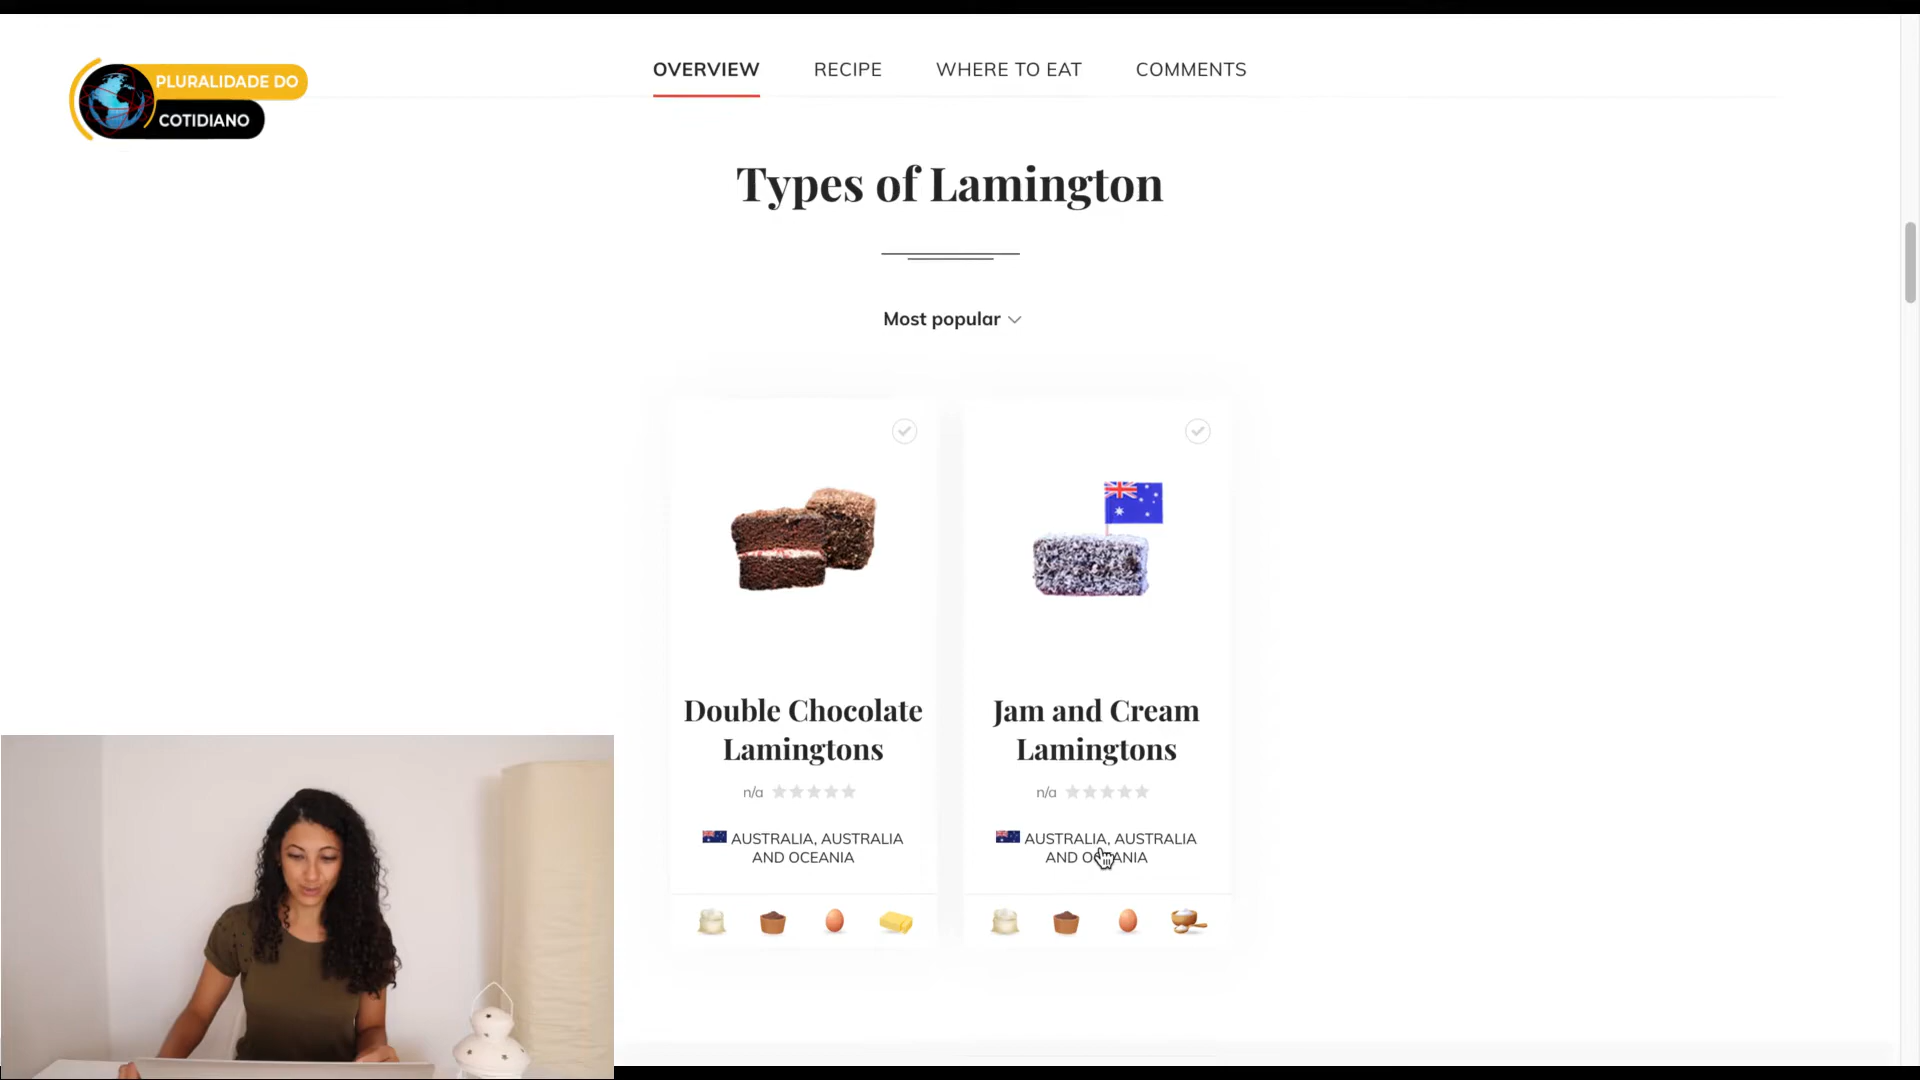 PLURALIDADE DO
COTIDIANO
OVERVIEW RECIPE WHERE TO EAT COMMENTS
Types of Lamington
Most popular
Double Chocolate
Lamingtons
n/a
AUSTRALIA, AUSTRALIA
AND OCEANIA
Jam and Cream
Lamingtons
n/a
AUSTRALIA, AUSTRALIA
AND OCEANIA